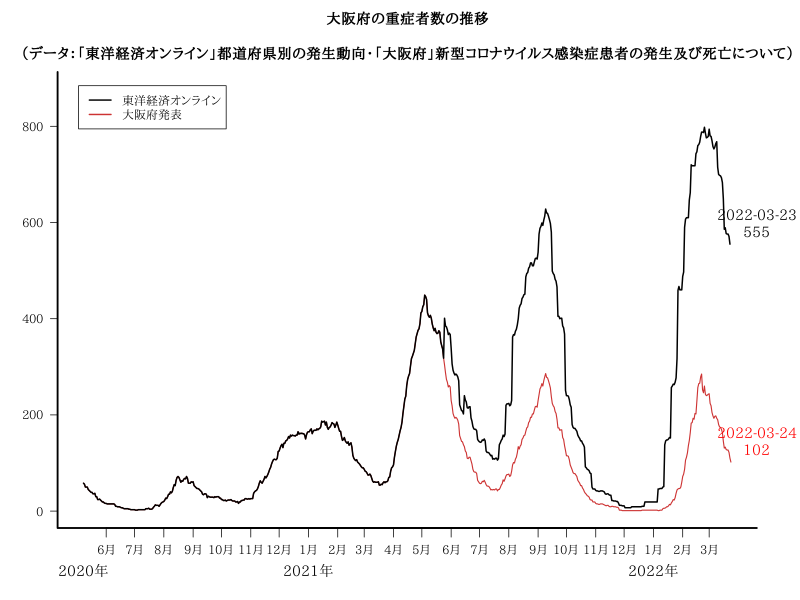 大阪府の重症者数の推移
（データ：「東洋経済オンライン」都道府県別の発生動向・「大阪府」新型コロナウイルス感染症患者の発生及び死亡について）
東洋経済オンライン
大阪府発表
800
600
400
200
0
2022-03-23
555
2022-03-24
102
6月 7月 8月 9月 10月 11月 12月 1月 2月 3月 4月 5月 6月 7月 8月 9月 10月 11月 12月 1月 2月 3月
2020年 2021年 2022年